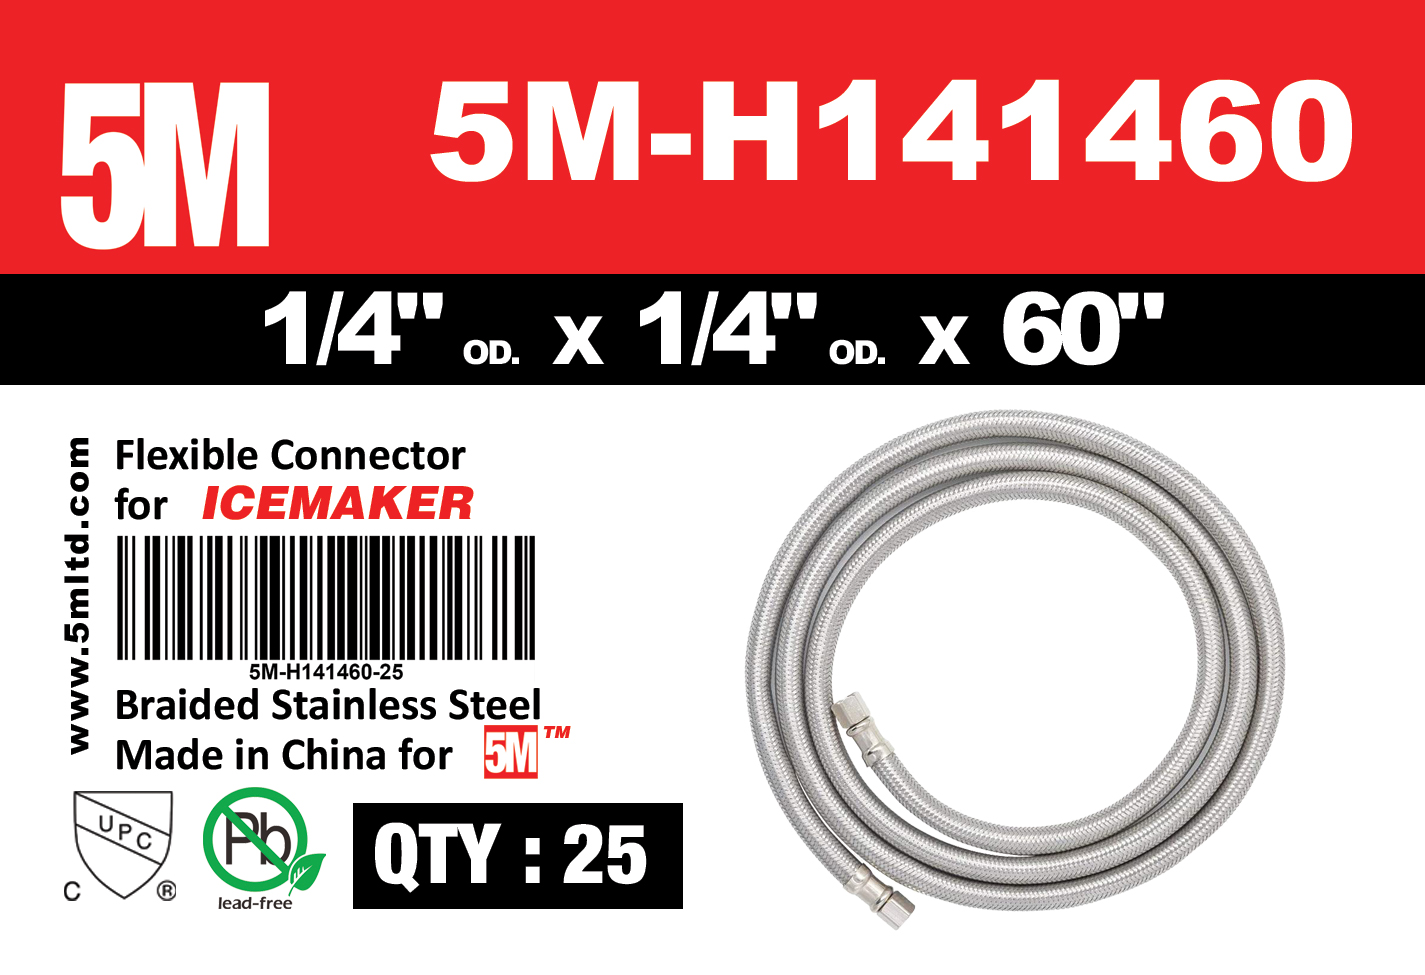 5M
5M-H141460
1/4" OD. x 1/4" OD. x 60"
www.5mltd.com
Flexible Connector
for ICEMAKER
5M-H141460-25
Braided Stainless Steel
Made in China for 5M™
UPC
C ®
Pb
lead-free
QTY : 25